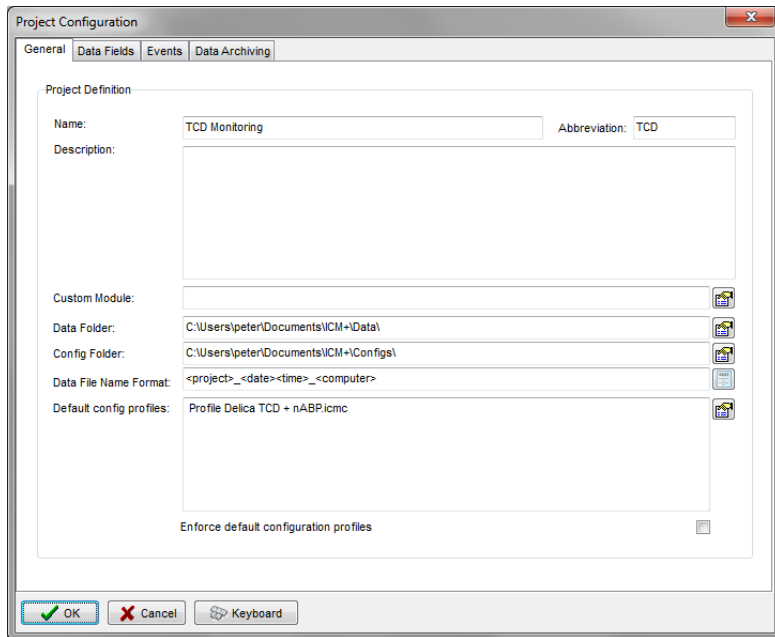 Project Configuration
General Data Fields Events Data Archiving
Project Definition
Name: TCD Monitoring Abbreviation: TCD
Description:
Custom Module:
Data Folder: C:\Users\peter\Documents\ICM+\Data\
Config Folder: C:\Users\peter\Documents\ICM+\Configs\
Data File Name Format: <project>_<date><time>_<computer>
Default config profiles: Profile Delica TCD + nABP.icmc
Enforce default configuration profiles
OK Cancel Keyboard